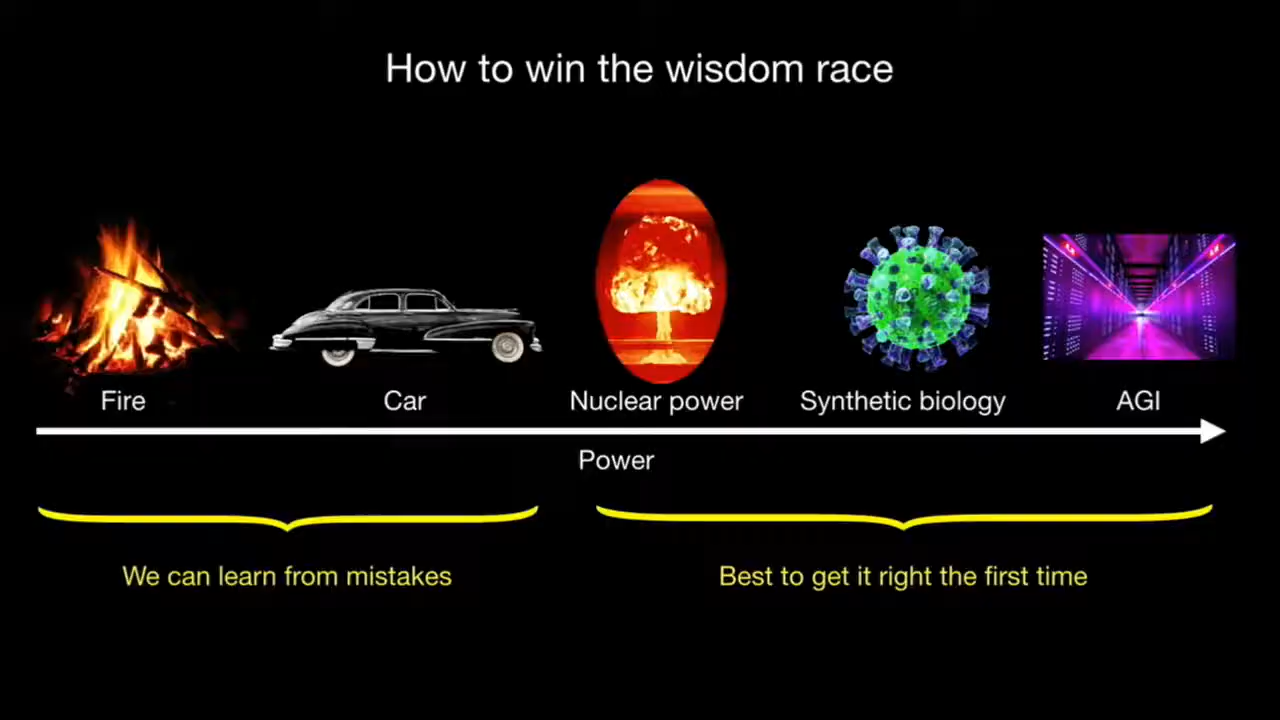 How to win the wisdom race
Fire
Car
Nuclear power
Synthetic biology
AGI
Power
We can learn from mistakes
Best to get it right the first time